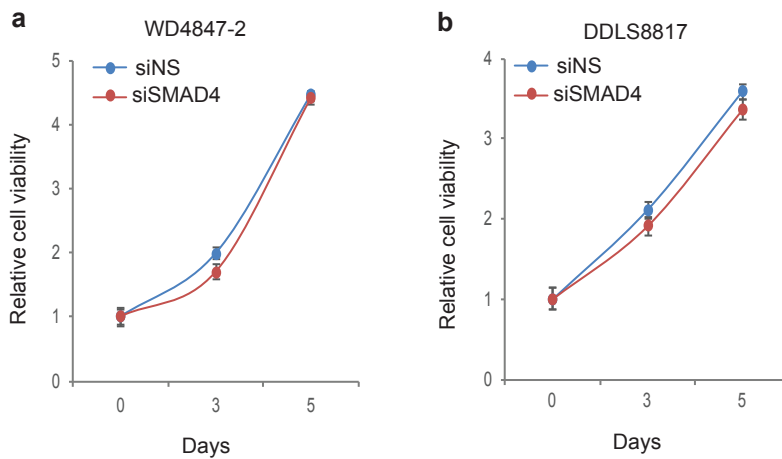 a
WD4847-2
siNS
siSMAD4
Relative cell viability
5
4
3
2
1
0
0 3 5
Days
b
DDLS8817
siNS
siSMAD4
Relative cell viability
4
3
2
1
0
0 3 5
Days